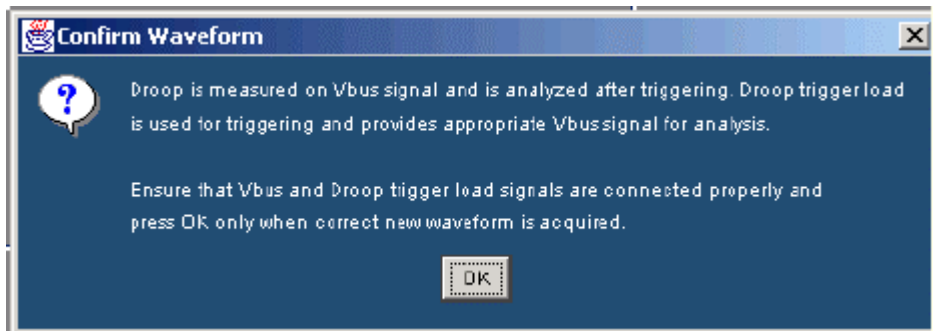 Confirm Waveform
Droop is measured on Vbus signal and is analyzed after triggering. Droop trigger load
is used for triggering and provides appropriate Vbus signal for analysis.
Ensure that Vbus and Droop trigger load signals are connected properly and
press OK only when correct new waveform is acquired.
OK